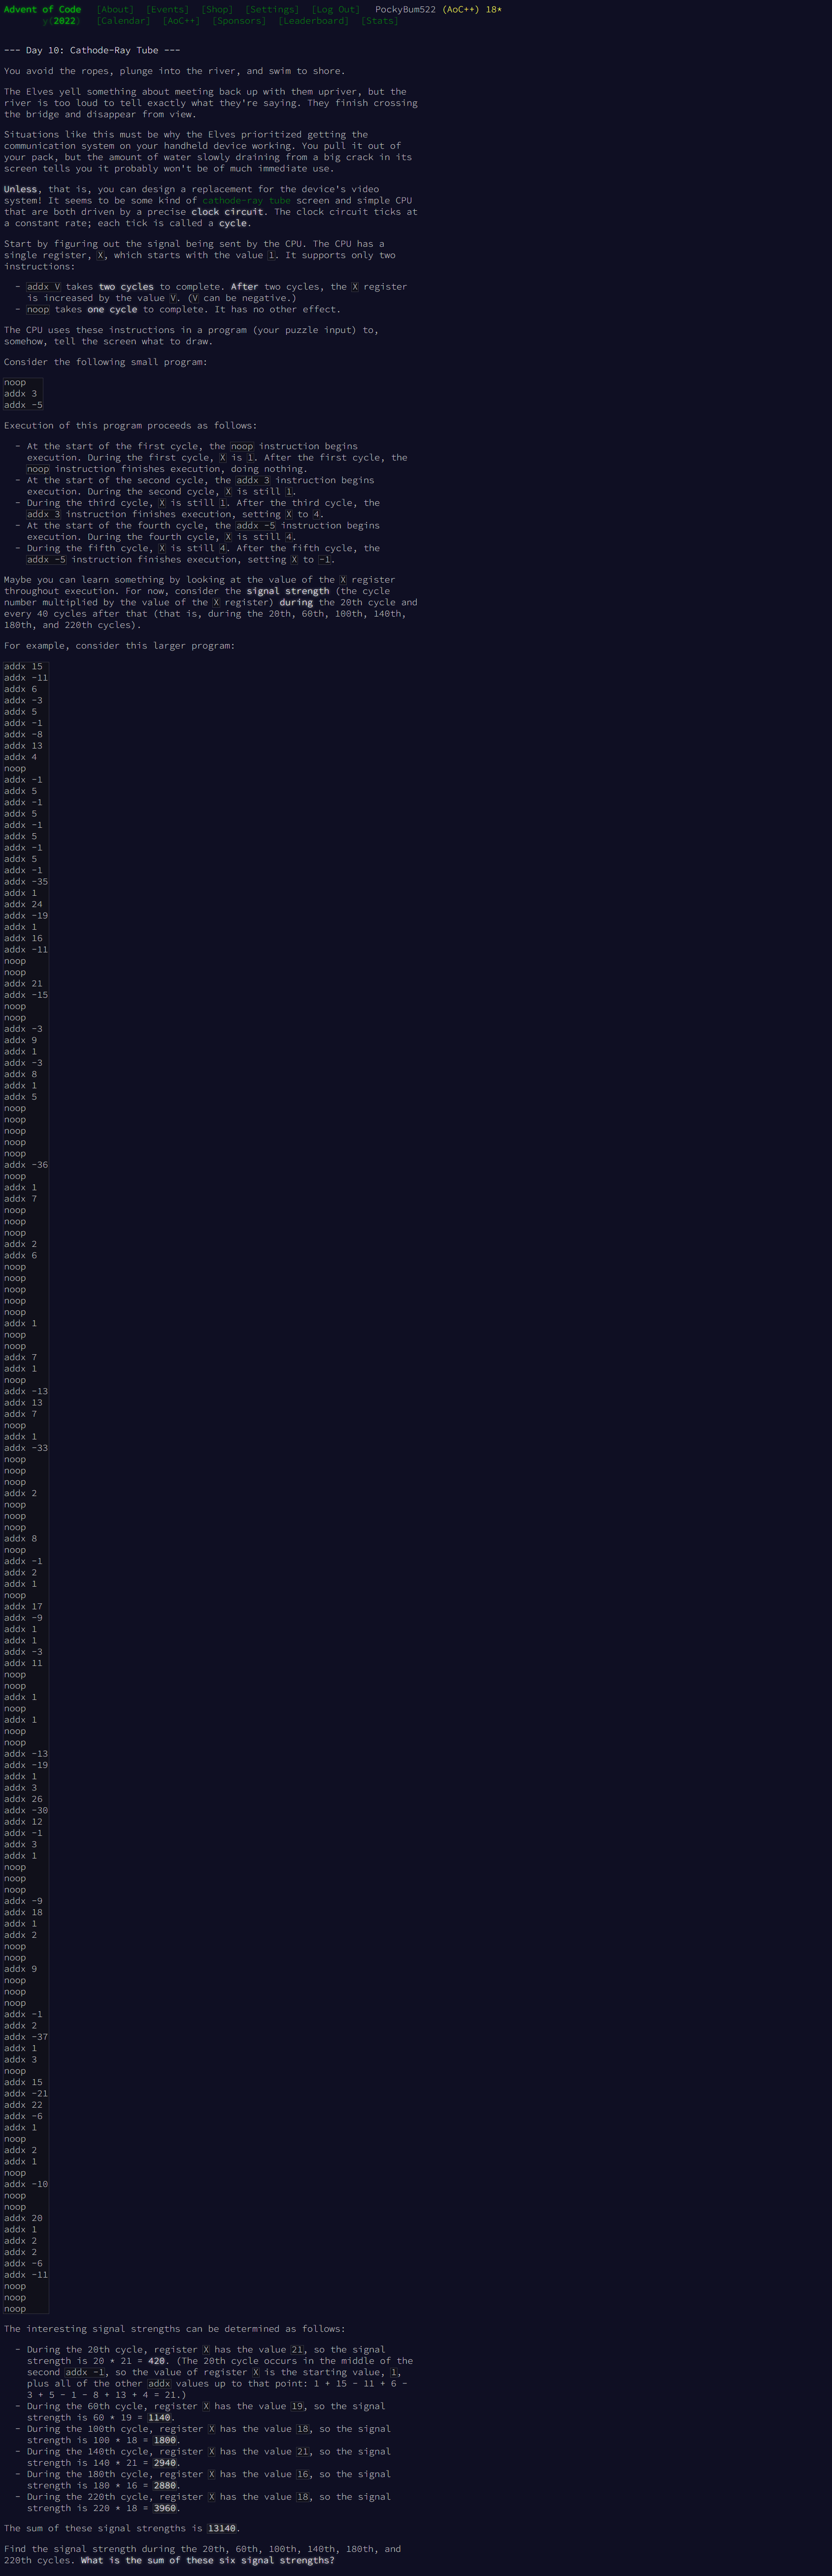 Advent of Code [About] [Events] [Shop] [Settings] [Log Out] PockyBum522 (AoC++) 18*
y(2022) [Calendar] [AoC++] [Sponsors] [Leaderboard] [Stats]
--- Day 10: Cathode-Ray Tube ---
You avoid the ropes, plunge into the river, and swim to shore.
The Elves yell something about meeting back up with them upriver, but the
river is too loud to tell exactly what they're saying. They finish crossing
the bridge and disappear from view.
Situations like this must be why the Elves prioritized getting the
communication system on your handheld device working. You pull it out of
your pack, but the amount of water slowly draining from a big crack in its
screen tells you it probably won't be of much immediate use.
Unless, that is, you can design a replacement for the device's video
system! It seems to be some kind of cathode-ray tube screen and simple CPU
that are both driven by a precise clock circuit. The clock circuit ticks at
a constant rate; each tick is called a cycle.
Start by figuring out the signal being sent by the CPU. The CPU has a
single register, X, which starts with the value 1. It supports only two
instructions:
- addx V takes two cycles to complete. After two cycles, the X register
is increased by the value V. (V can be negative.)
- noop takes one cycle to complete. It has no other effect.
The CPU uses these instructions in a program (your puzzle input) to,
somehow, tell the screen what to draw.
Consider the following small program:
noop
addx 3
addx -5
Execution of this program proceeds as follows:
- At the start of the first cycle, the noop instruction begins
execution. During the first cycle, X is 1. After the first cycle, the
noop instruction finishes execution, doing nothing.
- At the start of the second cycle, the addx 3 instruction begins
execution. During the second cycle, X is still 1.
- During the third cycle, X is still 1. After the third cycle, the
addx 3 instruction finishes execution, setting X to 4.
- At the start of the fourth cycle, the addx -5 instruction begins
execution. During the fourth cycle, X is still 4.
- During the fifth cycle, X is still 4. After the fifth cycle, the
addx -5 instruction finishes execution, setting X to -1.
Maybe you can learn something by looking at the value of the X register
throughout execution. For now, consider the signal strength (the cycle
number multiplied by the value of the X register) during the 20th cycle and
every 40 cycles after that (that is, during the 20th, 60th, 100th, 140th,
180th, and 220th cycles).
For example, consider this larger program:
addx 15
addx -11
addx 6
addx -3
addx 5
addx -1
addx -8
addx 13
addx 4
noop
addx -1
addx 5
addx -1
addx 5
addx -1
addx 5
addx -1
addx 5
addx -1
addx -35
addx 1
addx 24
addx -19
addx 1
addx 16
addx -11
noop
noop
addx 21
addx -15
noop
noop
addx -3
addx 9
addx 1
addx -3
addx 8
addx 1
addx 5
noop
noop
noop
noop
noop
addx -36
noop
addx 1
addx 7
noop
noop
noop
addx 2
addx 6
noop
noop
noop
noop
noop
addx 1
noop
noop
addx 7
addx 1
noop
addx -13
addx 13
addx 7
noop
addx 1
addx -33
noop
noop
noop
addx 2
noop
noop
noop
addx 8
noop
addx -1
addx 2
addx 1
noop
addx 17
addx -9
addx 1
addx 1
addx -3
addx 11
noop
noop
addx 1
noop
addx 1
noop
noop
addx -13
addx -19
addx 1
addx 3
addx 26
addx -30
addx 12
addx -1
addx 3
addx 1
noop
noop
noop
addx -9
addx 18
addx 1
addx 2
noop
noop
addx 9
noop
noop
noop
addx -1
addx 2
addx -37
addx 1
addx 3
noop
addx 15
addx -21
addx 22
addx -6
addx 1
noop
addx 2
addx 1
noop
addx -10
noop
noop
addx 20
addx 1
addx 2
addx 2
addx -6
addx -11
noop
noop
noop
The interesting signal strengths can be determined as follows:
- During the 20th cycle, register X has the value 21, so the signal
strength is 20 * 21 = 420. (The 20th cycle occurs in the middle of the
second addx -1, so the value of register X is the starting value, 1,
plus all of the other addx values up to that point: 1 + 15 - 11 + 6 -
3 + 5 - 1 - 8 + 13 + 4 = 21.)
- During the 60th cycle, register X has the value 19, so the signal
strength is 60 * 19 = 1140.
- During the 100th cycle, register X has the value 18, so the signal
strength is 100 * 18 = 1800.
- During the 140th cycle, register X has the value 21, so the signal
strength is 140 * 21 = 2940.
- During the 180th cycle, register X has the value 16, so the signal
strength is 180 * 16 = 2880.
- During the 220th cycle, register X has the value 18, so the signal
strength is 220 * 18 = 3960.
The sum of these signal strengths is 13140.
Find the signal strength during the 20th, 60th, 100th, 140th, 180th, and
220th cycles. What is the sum of these six signal strengths?